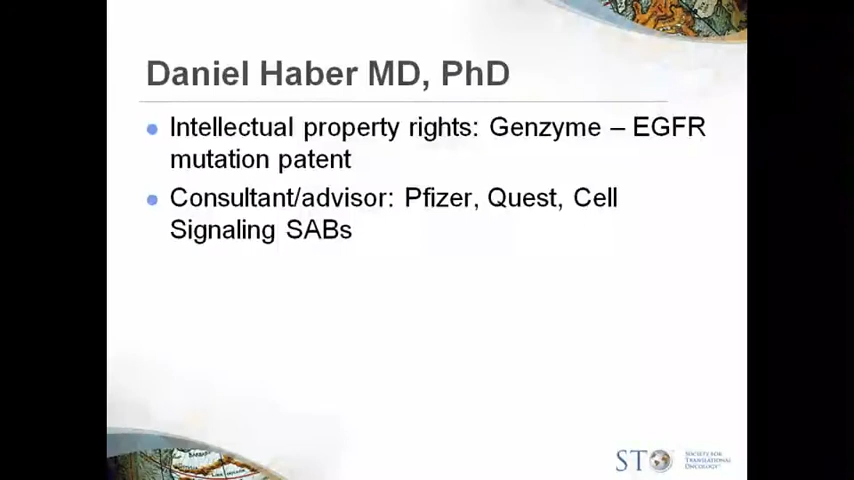 Daniel Haber MD, PhD
Intellectual property rights: Genzyme – EGFR
mutation patent
Consultant/advisor: Pfizer, Quest, Cell
Signaling SABs
STO
SOCIETY FOR
TRANSLATIONAL
ONCOLOGY